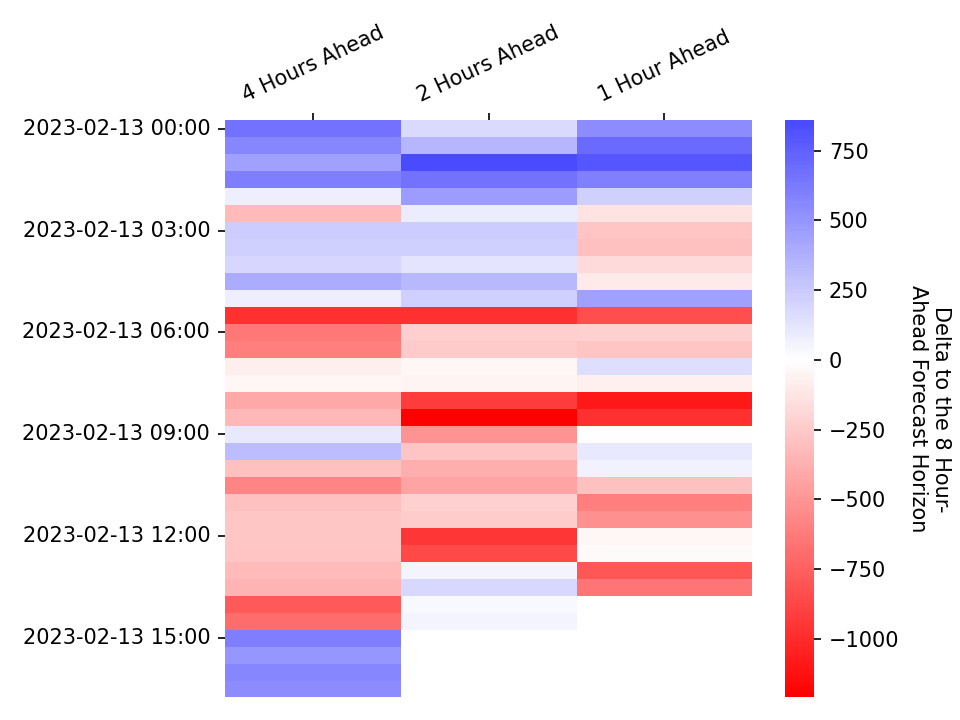 4 Hours Ahead
2 Hours Ahead
1 Hour Ahead
2023-02-13 00:00
2023-02-13 03:00
2023-02-13 06:00
2023-02-13 09:00
2023-02-13 12:00
2023-02-13 15:00
750
500
250
0
−250
−500
−750
−1000
Delta to the 8 Hour-
Ahead Forecast Horizon